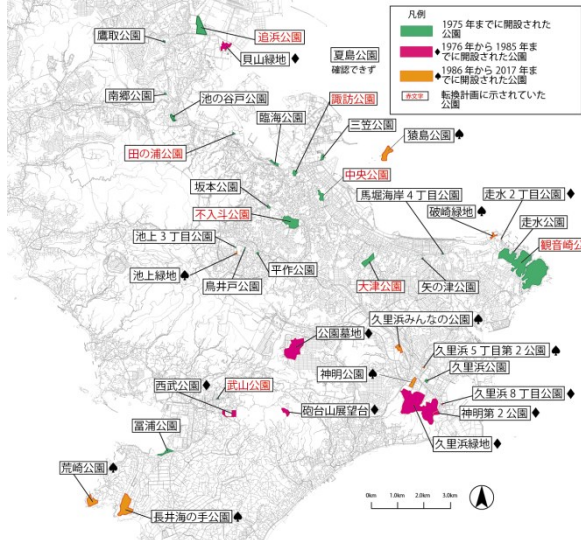 凡例
1975 年までに開設された
公園
♦1976 年から 1985 年ま
でに開設された公園
♠1986 年から 2017 年ま
でに開設された公園
赤文字
転換計画に示されていた
公園
鷹取公園
追浜公園
貝山緑地♦
夏島公園
確認できず
南郷公園
池の谷戸公園
臨海公園
諏訪公園
三笠公園
猿島公園♠
田の浦公園
中央公園
坂本公園
馬堀海岸4丁目公園
走水2丁目公園♦
破崎緑地♠
走水公園
不入斗公園
観音崎公
池上3丁目公園
池上緑地♠
鳥井戸公園
平作公園
大津公園
矢の津公園
久里浜みんなの公園♠
公園墓地♦
久里浜5丁目第2公園♠
神明公園♠
久里浜公園
西武公園♦
武山公園
砲台山展望台♦
久里浜8丁目公園♦
神明第2公園♦
久里浜緑地♦
冨浦公園
荒崎公園♠
長井海の手公園♠
0km 1.0km 2.0km 3.0km